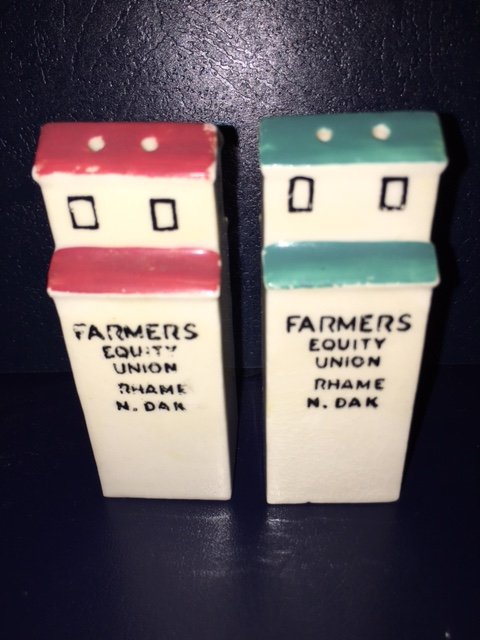 FARMERS
EQUITY
UNION
RHAME
N. DAK
FARMERS
EQUITY
UNION
RHAME
N. DAK